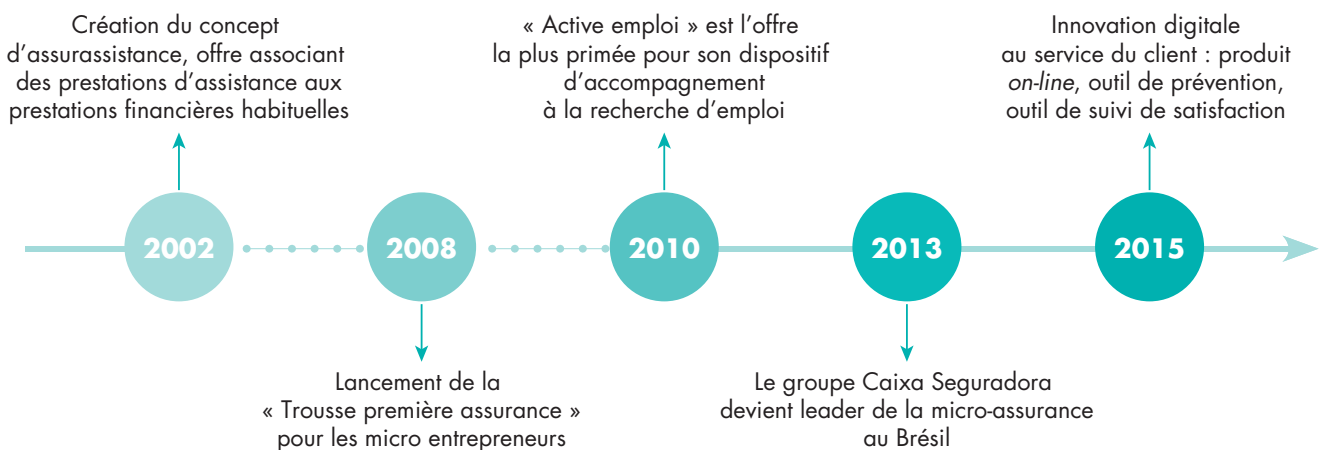 Création du concept
d'assurassistance, offre associant
des prestations d'assistance aux
prestations financières habituelles
« Active emploi » est l'offre
la plus primée pour son dispositif
d'accompagnement
à la recherche d'emploi
Innovation digitale
au service du client : produit
on-line, outil de prévention,
outil de suivi de satisfaction
2002
2008
2010
2013
2015
Lancement de la
« Trousse première assurance »
pour les micro entrepreneurs
Le groupe Caixa Seguradora
devient leader de la micro-assurance
au Brésil